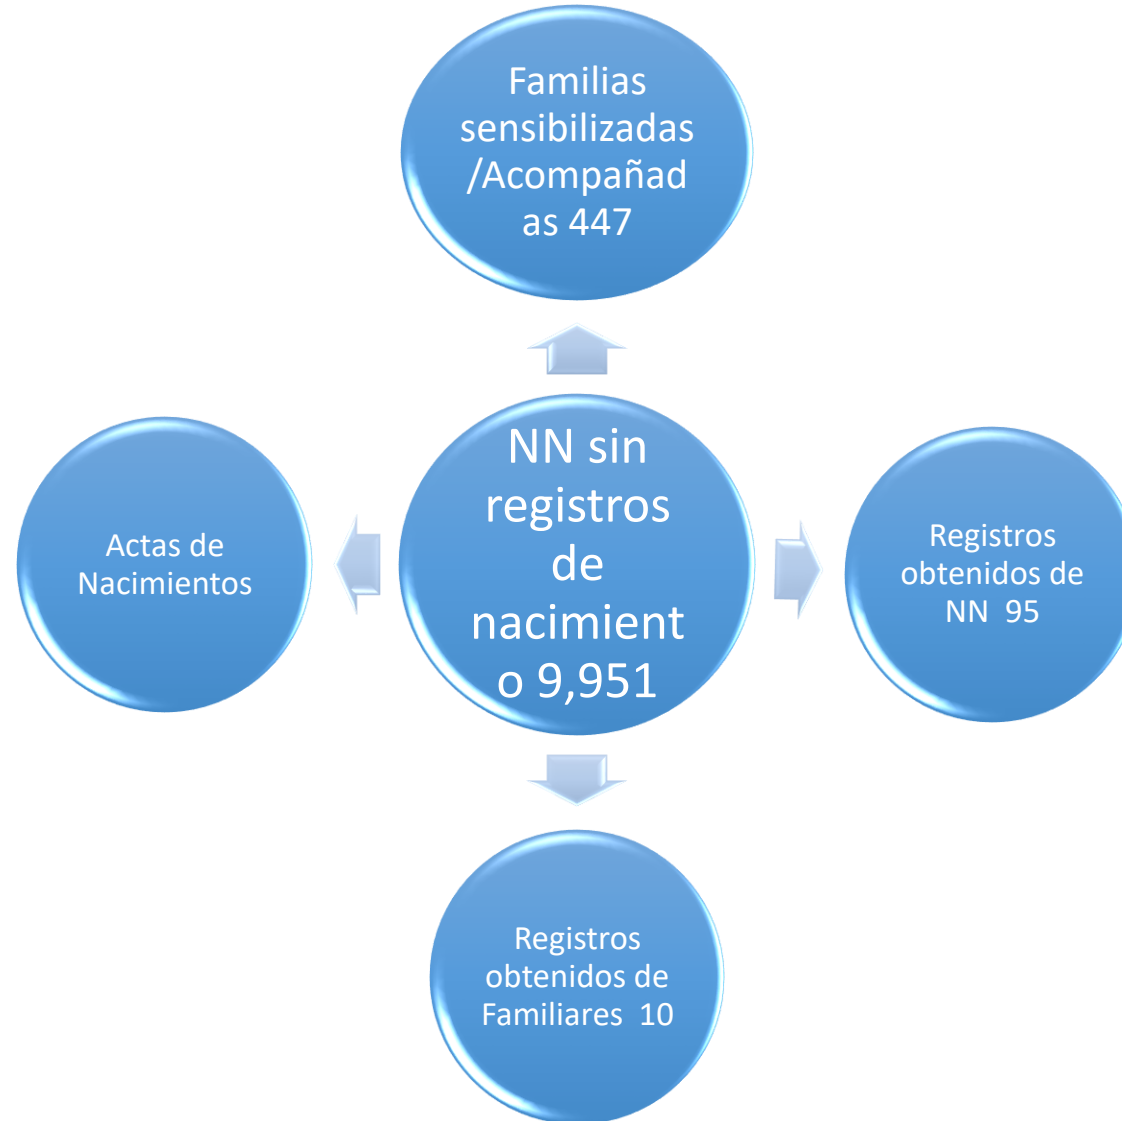 Familias
sensibilizadas
/Acompañad
as 447
Actas de
Nacimientos
NN sin
registros
de
nacimient
o 9,951
Registros
obtenidos de
NN 95
Registros
obtenidos de
Familiares 10